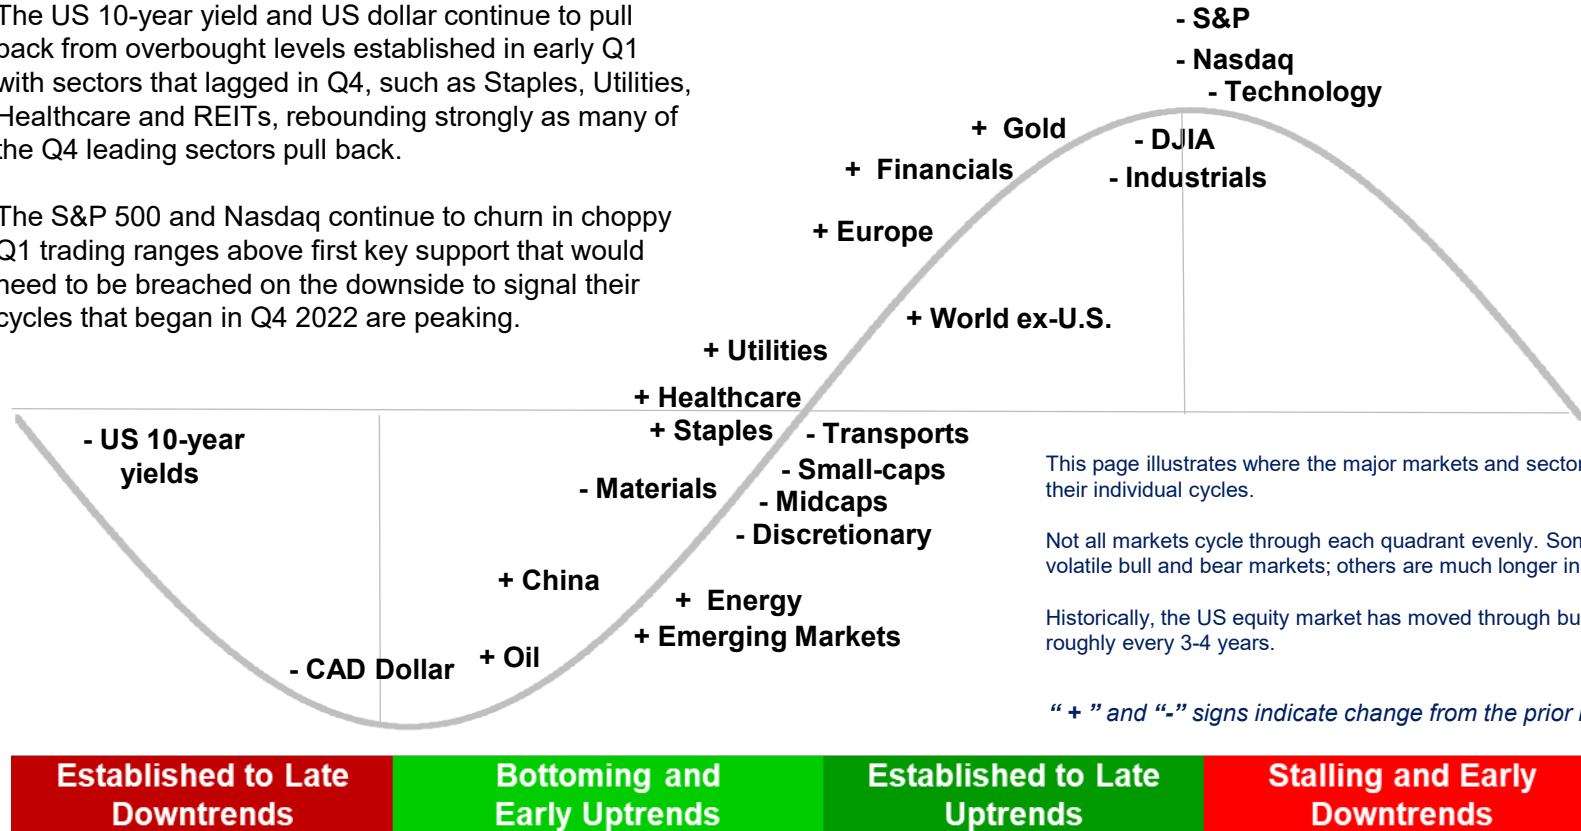 The US 10-year yield and US dollar continue to pull
back from overbought levels established in early Q1
with sectors that lagged in Q4, such as Staples, Utilities,
Healthcare and REITs, rebounding strongly as many of
the Q4 leading sectors pull back.
The S&P 500 and Nasdaq continue to churn in choppy
Q1 trading ranges above first key support that would
need to be breached on the downside to signal their
cycles that began in Q4 2022 are peaking.
- S&P
- Nasdaq
- Technology
+ Gold
- DJIA
+ Financials
- Industrials
+ Europe
+ World ex-U.S.
+ Utilities
+ Healthcare
+ Staples
- Transports
- US 10-year
yields
- Small-caps
- Materials
- Midcaps
- Discretionary
+ China
+ Energy
+ Emerging Markets
- CAD Dollar
+ Oil
This page illustrates where the major markets and sector
their individual cycles.
Not all markets cycle through each quadrant evenly. Som
volatile bull and bear markets; others are much longer in
Historically, the US equity market has moved through bu
roughly every 3-4 years.
“ + ” and “-” signs indicate change from the prior
Established to Late
Downtrends
Bottoming and
Early Uptrends
Established to Late
Uptrends
Stalling and Early
Downtrends